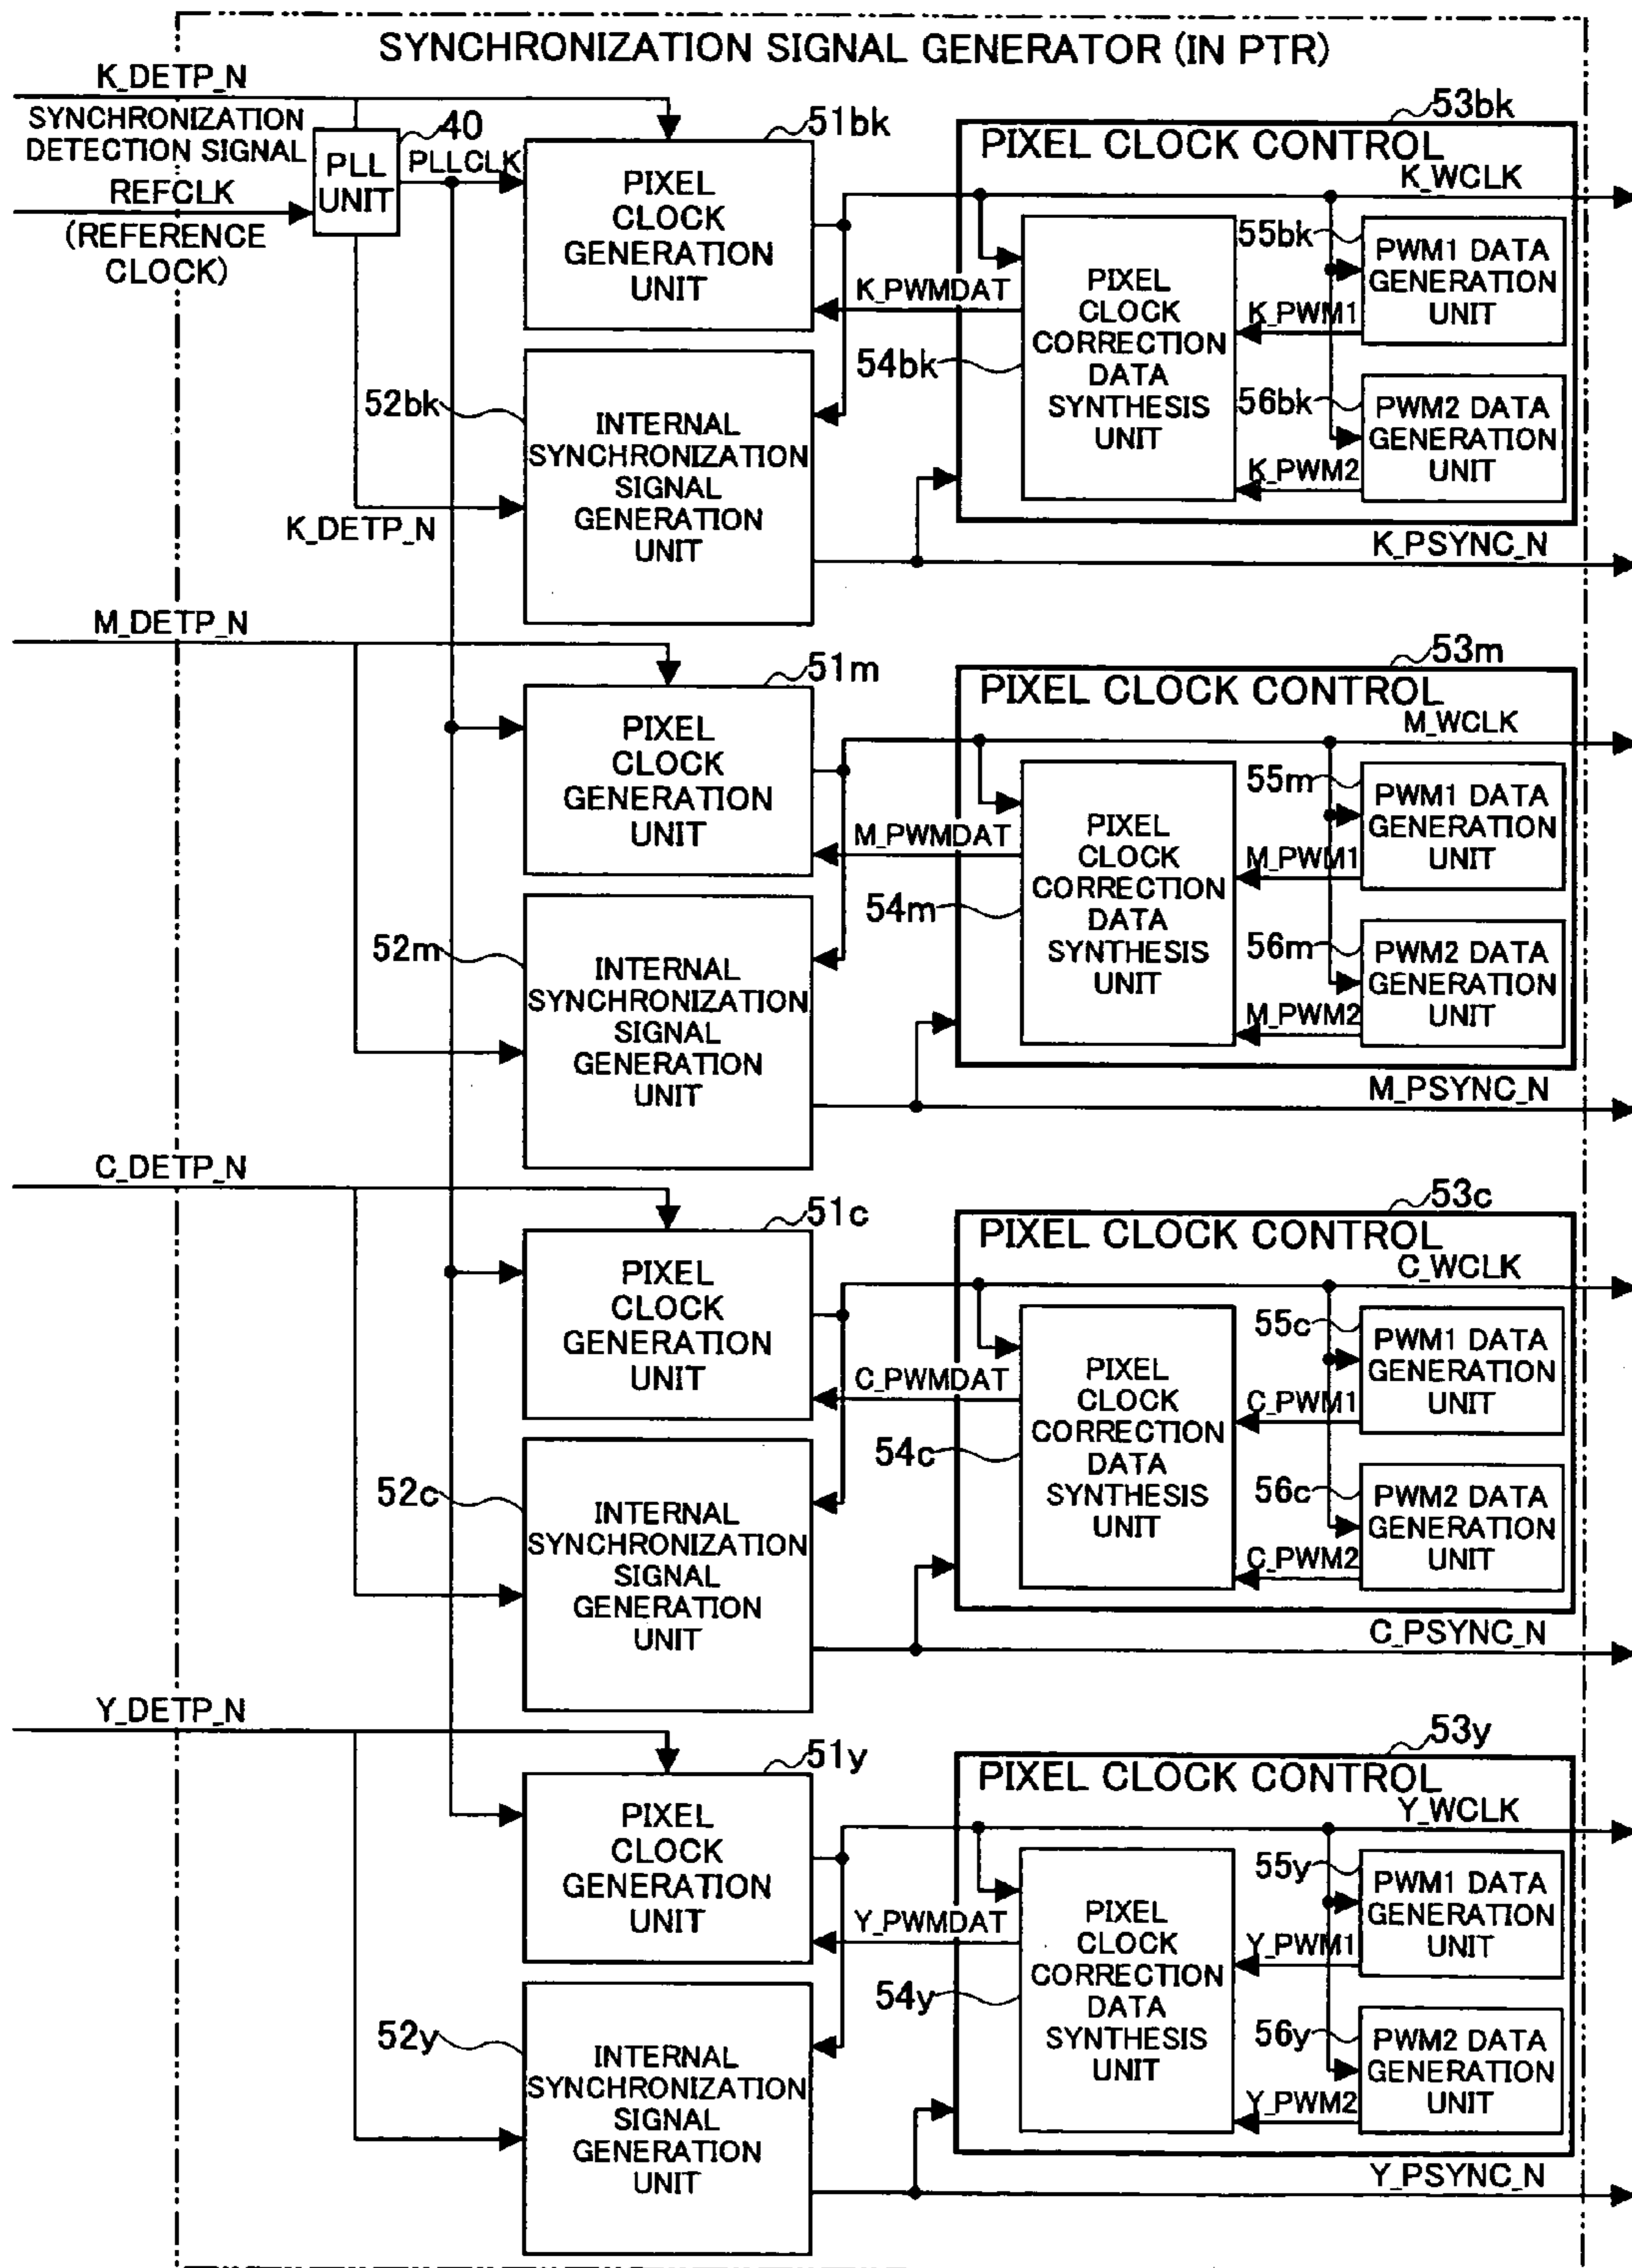 SYNCHRONIZATION SIGNAL GENERATOR (IN PTR)
K_DETP_N
SYNCHRONIZATION
DETECTION SIGNAL
REFCLK
(REFERENCE
CLOCK)
40
PLL
UNIT
PLLCLK
51bk
PIXEL
CLOCK
GENERATION
UNIT
52bk
INTERNAL
SYNCHRONIZATION
SIGNAL
GENERATION
UNIT
K_DETP_N
53bk
PIXEL CLOCK CONTROL
K_WCLK
K_PWMDAT
54bk
PIXEL
CLOCK
CORRECTION
DATA
SYNTHESIS
UNIT
55bk
PWM1 DATA
GENERATION
UNIT
K_PWM1
56bk
PWM2 DATA
GENERATION
UNIT
K_PWM2
K_PSYNC_N
M_DETP_N
51m
PIXEL
CLOCK
GENERATION
UNIT
52m
INTERNAL
SYNCHRONIZATION
SIGNAL
GENERATION
UNIT
53m
PIXEL CLOCK CONTROL
M_WCLK
M_PWMDAT
54m
PIXEL
CLOCK
CORRECTION
DATA
SYNTHESIS
UNIT
55m
PWM1 DATA
GENERATION
UNIT
M_PWM1
56m
PWM2 DATA
GENERATION
UNIT
M_PWM2
M_PSYNC_N
C_DETP_N
51c
PIXEL
CLOCK
GENERATION
UNIT
52c
INTERNAL
SYNCHRONIZATION
SIGNAL
GENERATION
UNIT
53c
PIXEL CLOCK CONTROL
C_WCLK
C_PWMDAT
54c
PIXEL
CLOCK
CORRECTION
DATA
SYNTHESIS
UNIT
55c
PWM1 DATA
GENERATION
UNIT
C_PWM1
56c
PWM2 DATA
GENERATION
UNIT
C_PWM2
C_PSYNC_N
Y_DETP_N
51y
PIXEL
CLOCK
GENERATION
UNIT
52y
INTERNAL
SYNCHRONIZATION
SIGNAL
GENERATION
UNIT
53y
PIXEL CLOCK CONTROL
Y_WCLK
Y_PWMDAT
54y
PIXEL
CLOCK
CORRECTION
DATA
SYNTHESIS
UNIT
55y
PWM1 DATA
GENERATION
UNIT
Y_PWM1
56y
PWM2 DATA
GENERATION
UNIT
Y_PWM2
Y_PSYNC_N